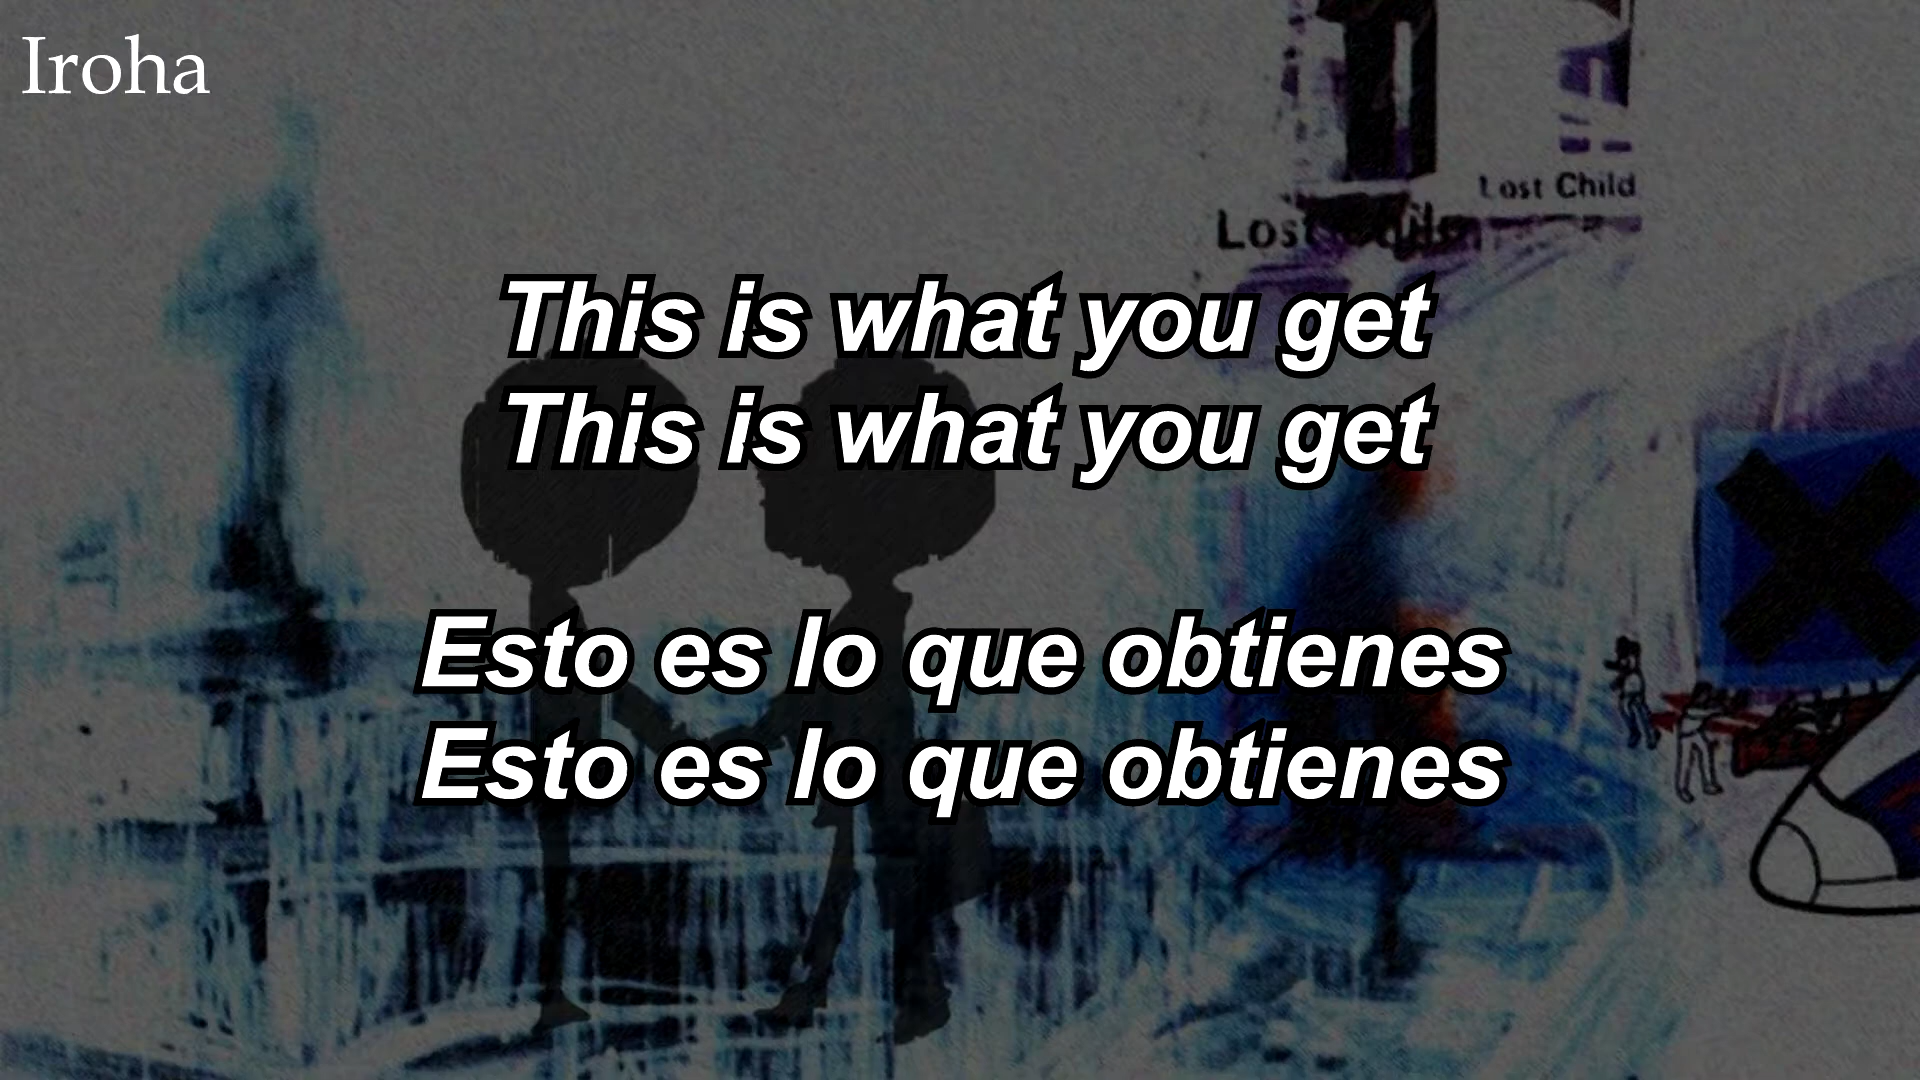 Iroha
Lost Child
Lost
This is what you get
This is what you get
Esto es lo que obtienes
Esto es lo que obtienes